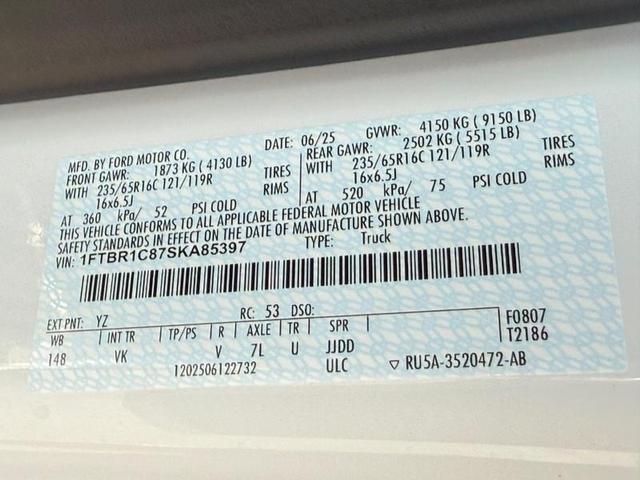 MFD. BY FORD MOTOR CO. DATE: 06/25 GVWR: 4150 KG ( 9150 LB)
FRONT GAWR: 1873 KG ( 4130 LB) REAR GAWR: 2502 KG ( 5515 LB)
WITH 235/65R16C 121/119R TIRES WITH 235/65R16C 121/119R TIRES
16x6.5J RIMS 16x6.5J RIMS
AT 360 kPa/ 52 PSI COLD AT 520 kPa/ 75 PSI COLD
THIS VEHICLE CONFORMS TO ALL APPLICABLE FEDERAL MOTOR VEHICLE
SAFETY STANDARDS IN EFFECT ON THE DATE OF MANUFACTURE SHOWN ABOVE.
VIN: 1FTBR1C87SKA85397 TYPE: Truck
EXT PNT: YZ RC: 53 DSO: F0807
WB INT TR TP/PS R AXLE TR SPR T2186
148 VK V 7L U JJDD
1202506122732 ULC ▽ RU5A-3520472-AB